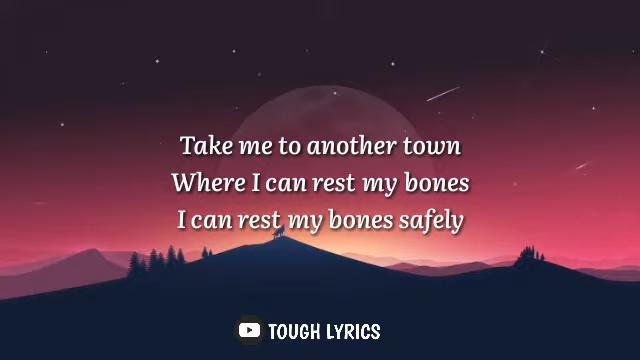 Take me to another town
Where I can rest my bones
I can rest my bones safely
TOUGH LYRICS